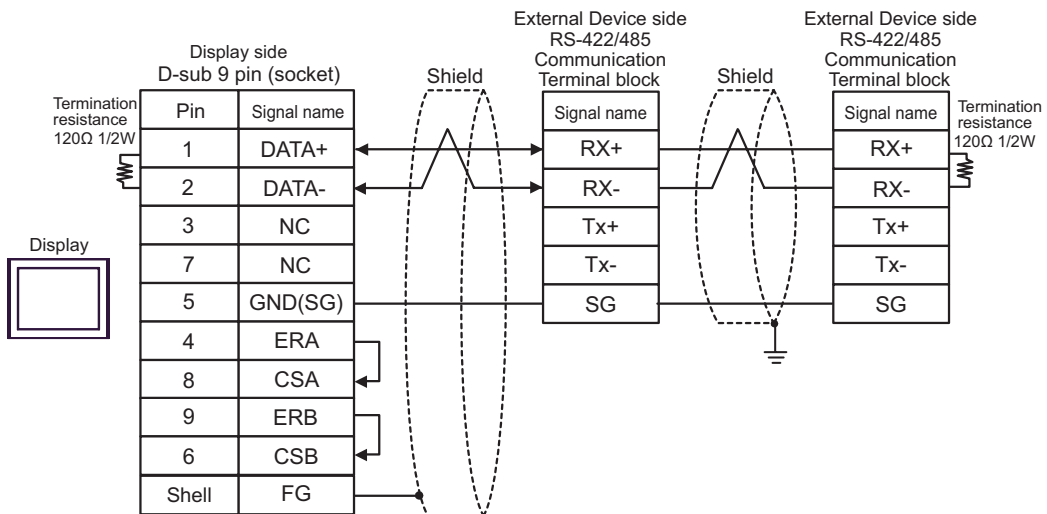 Display side
D-sub 9 pin (socket)
Termination
resistance
120Ω 1/2W
Pin Signal name
1 DATA+
2 DATA-
3 NC
7 NC
5 GND(SG)
4 ERA
8 CSA
9 ERB
6 CSB
Shell FG
Display
Shield
External Device side
RS-422/485
Communication
Terminal block
Signal name
RX+
RX-
Tx+
Tx-
SG
Shield
External Device side
RS-422/485
Communication
Terminal block
Signal name
RX+
RX-
Tx+
Tx-
SG
Termination
resistance
120Ω 1/2W